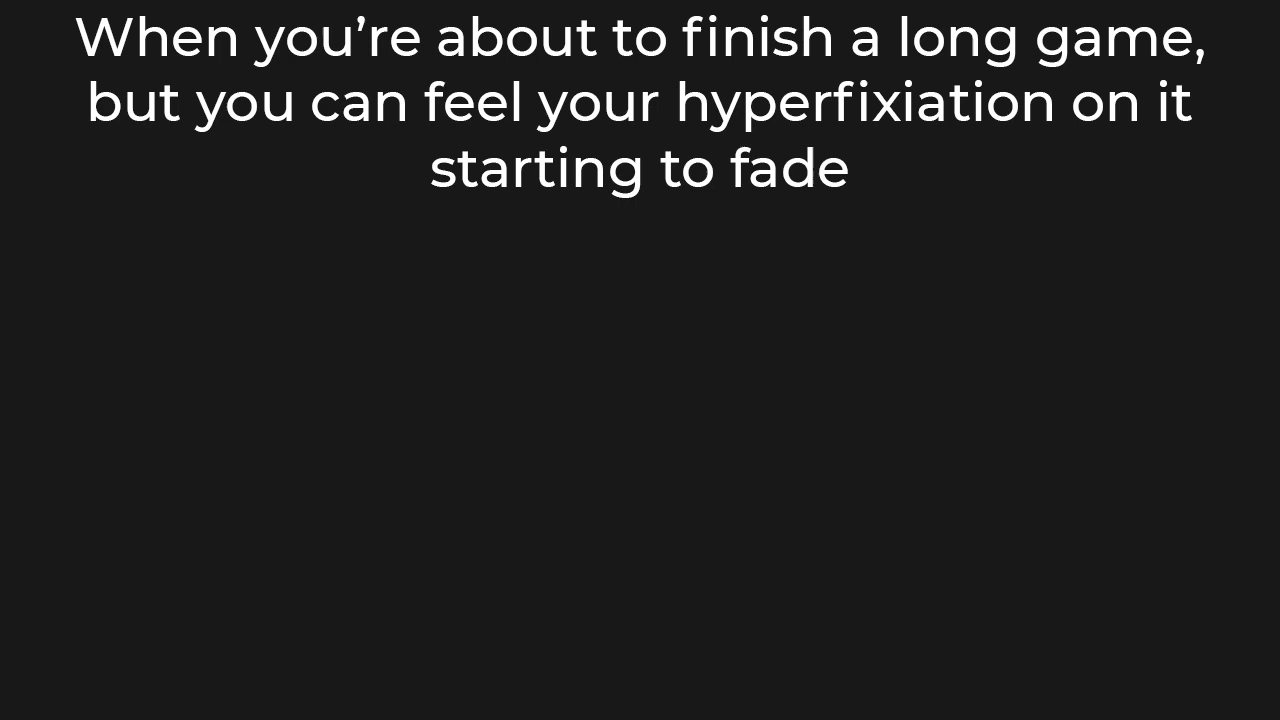 When you’re about to finish a long game,
but you can feel your hyperfixiation on it
starting to fade